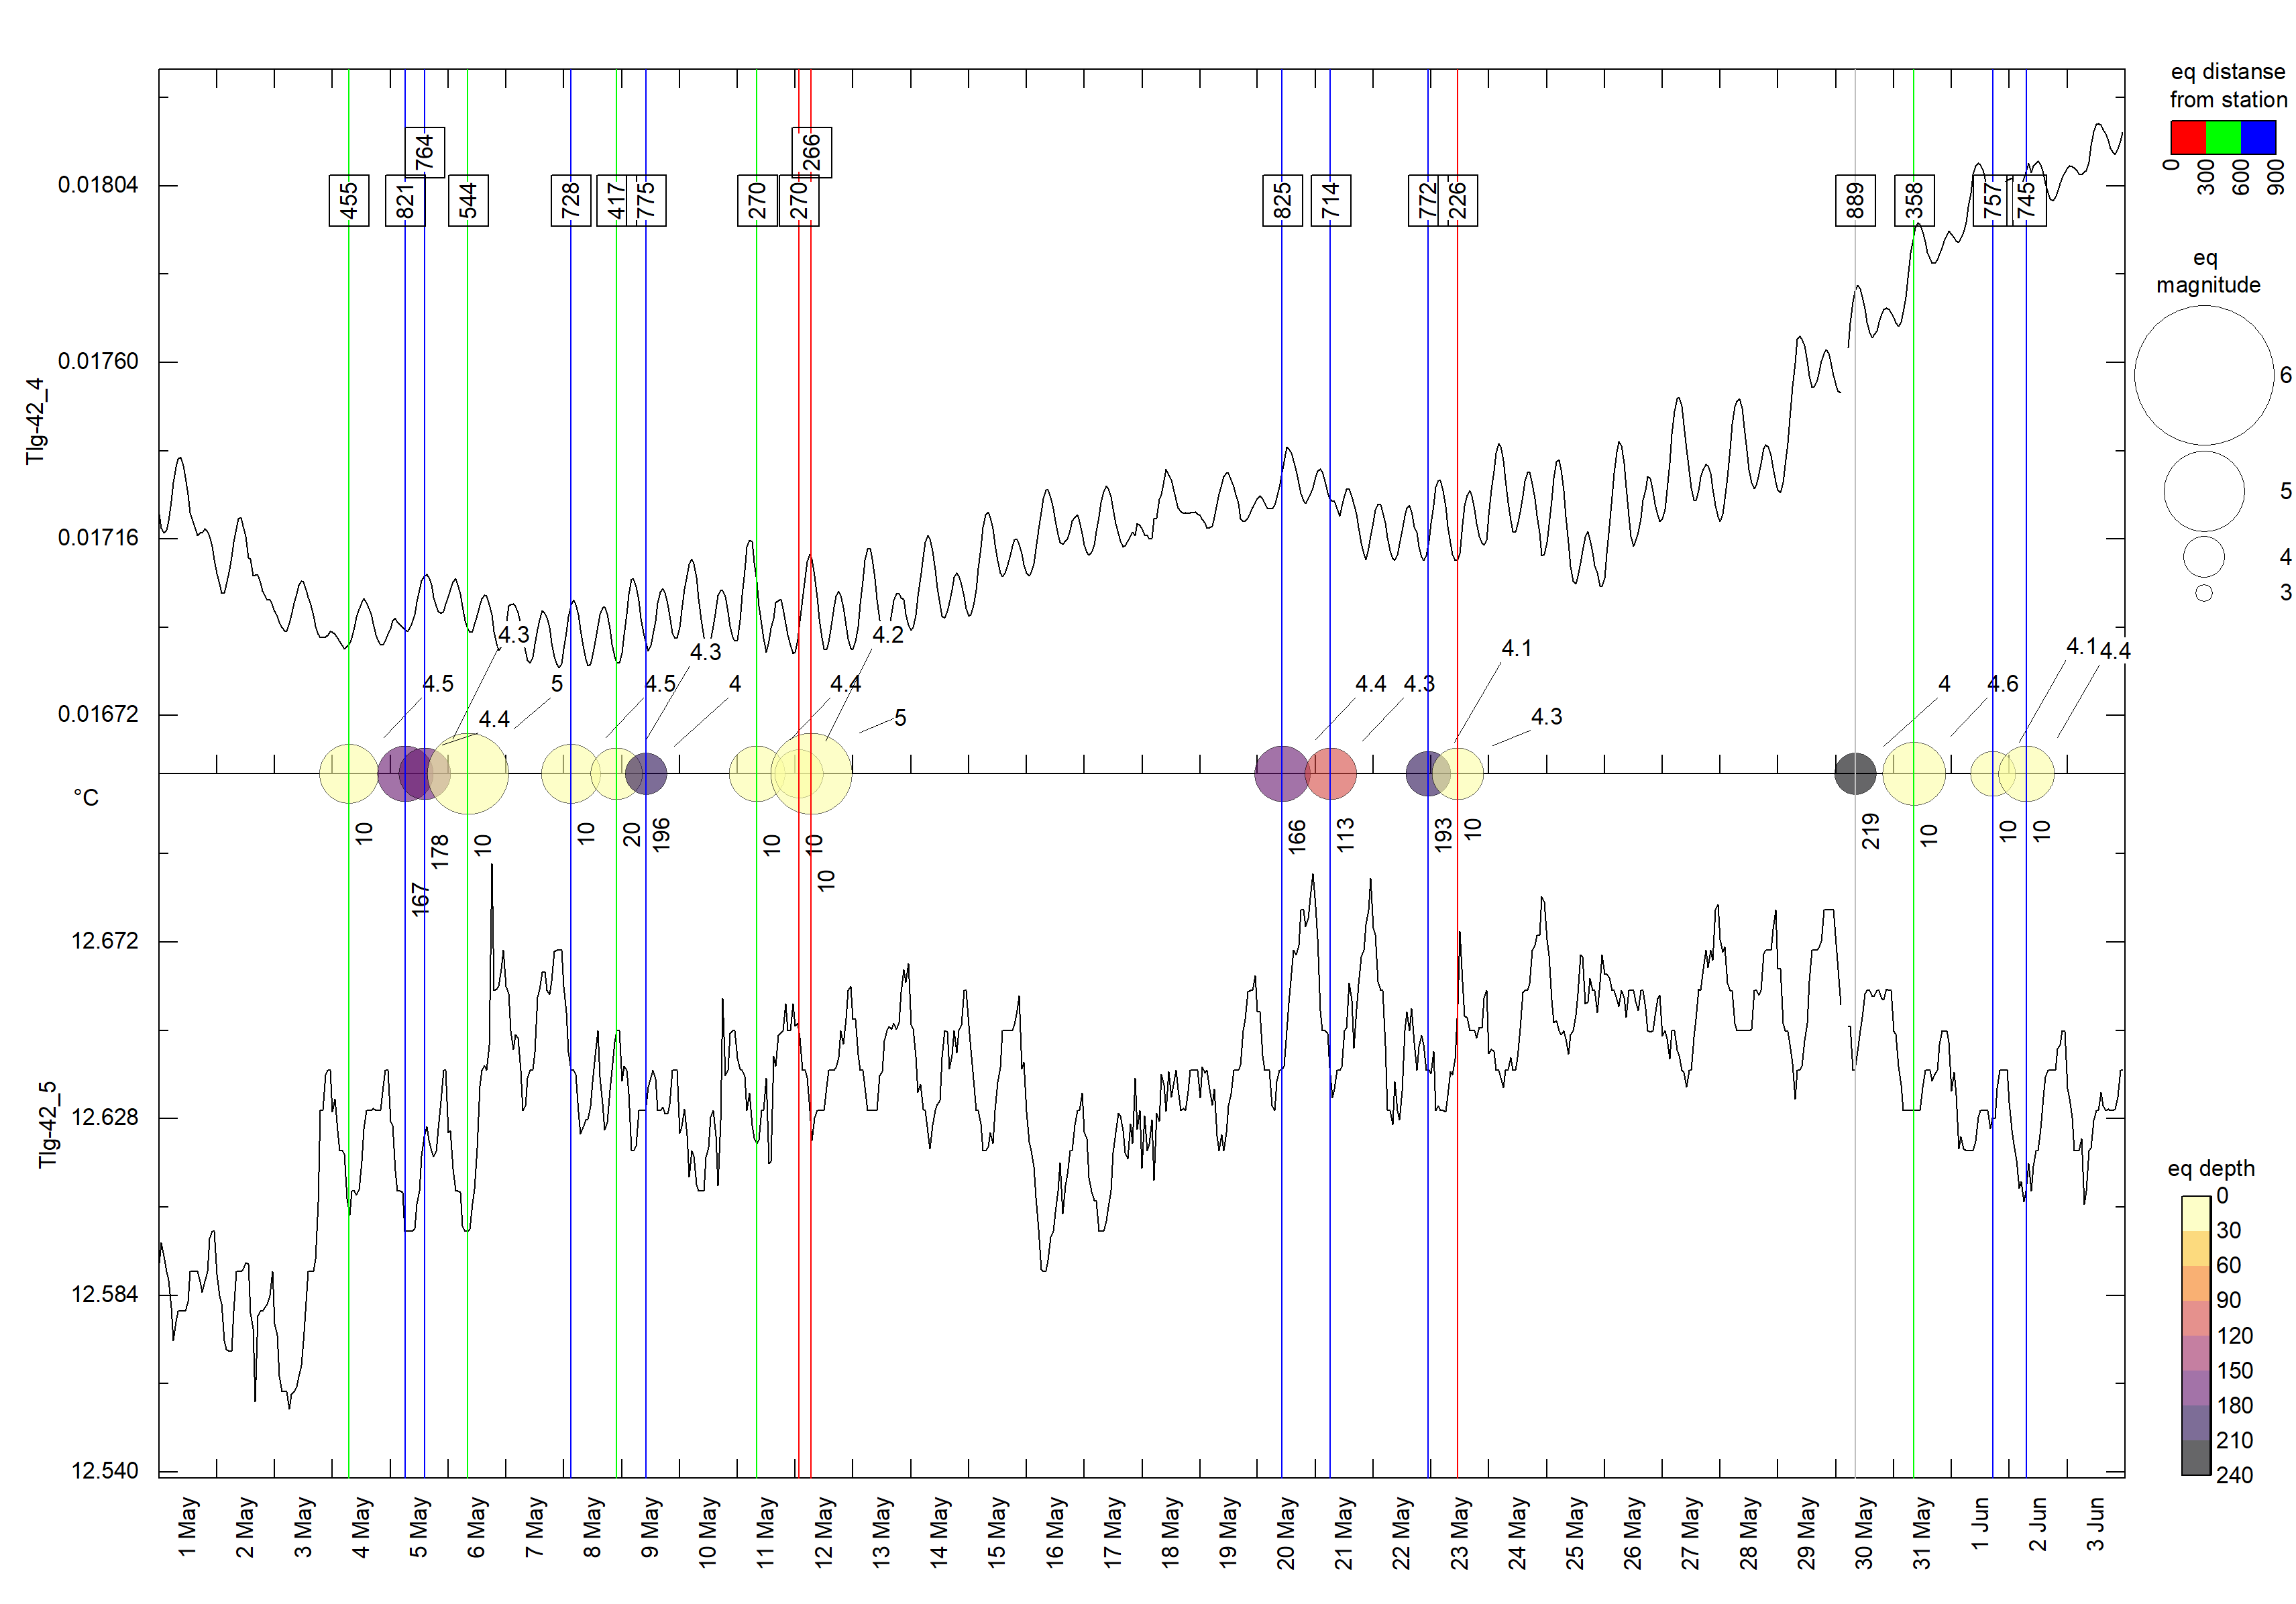 eq distanse
from station
0
300
600
900
764
266
455
821
544
728
417
775
270
270
825
714
772
226
889
358
757
745
0.01804
0.01760
0.01716
0.01672
Tlg-42_4
eq
magnitude
6
5
4
3
4.3
4.3
4.2
4.1
4.1
4.4
4.5
4.4
5
4.5
4
4.4
5
4.4
4.3
4.3
4
4.6
°C
10
167
178
10
10
20
196
10
10
10
166
113
193
10
219
10
10
10
12.672
12.628
12.584
12.540
Tlg-42_5
eq depth
0
30
60
90
120
150
180
210
240
1 May
2 May
3 May
4 May
5 May
6 May
7 May
8 May
9 May
10 May
11 May
12 May
13 May
14 May
15 May
16 May
17 May
18 May
19 May
20 May
21 May
22 May
23 May
24 May
25 May
26 May
27 May
28 May
29 May
30 May
31 May
1 Jun
2 Jun
3 Jun